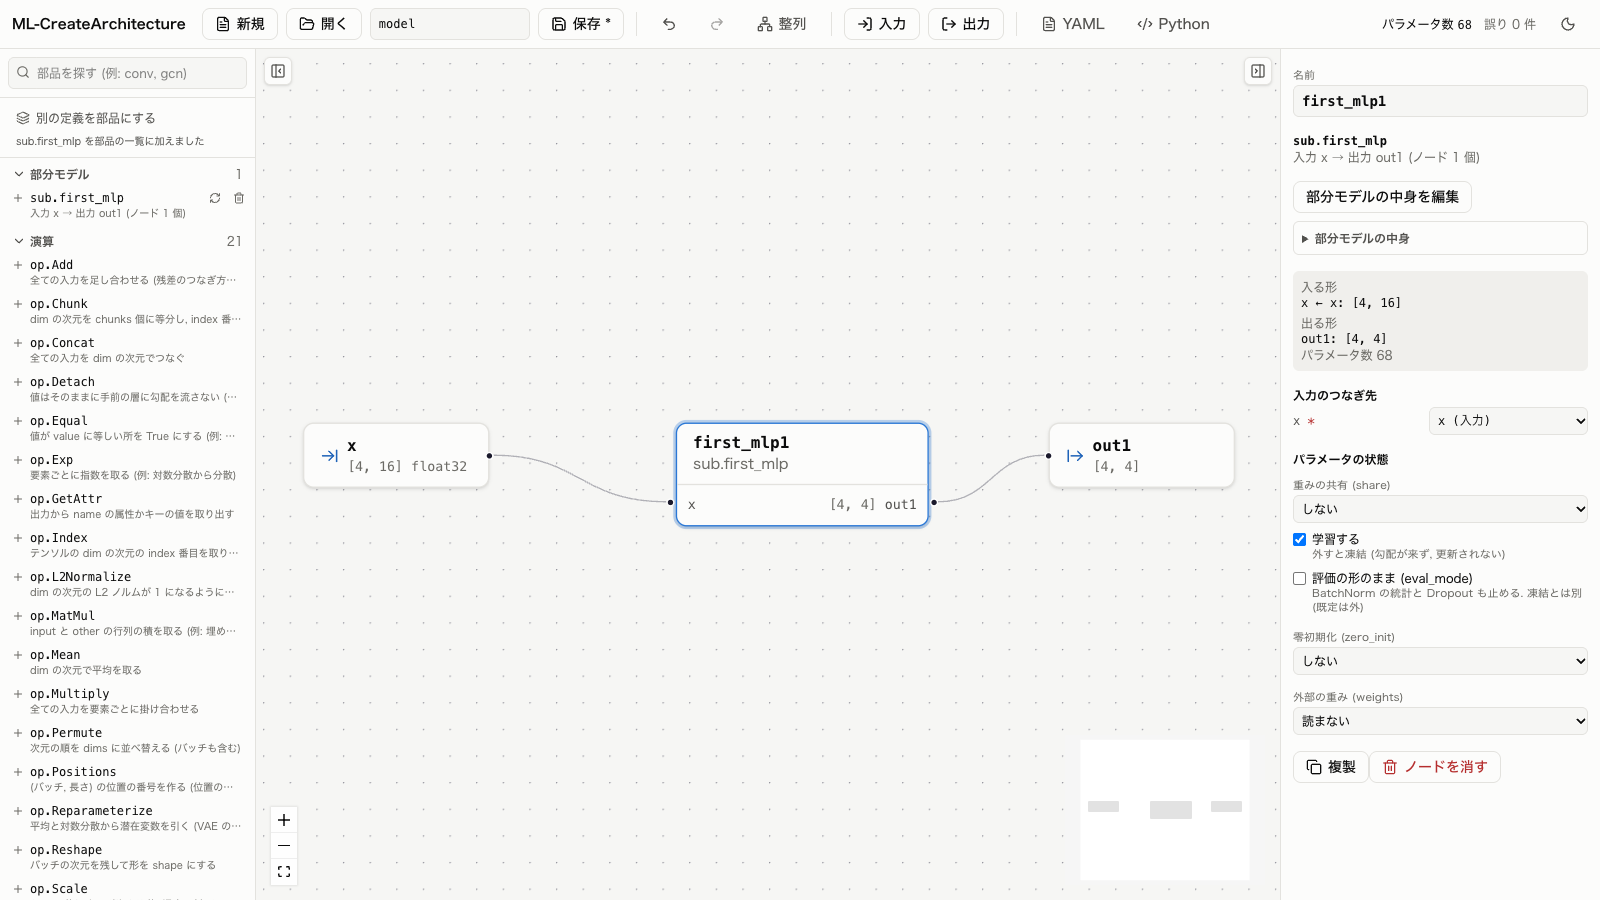 ML-CreateArchitecture
新規
開く
model
保存 *
整列
入力
出力
YAML
Python
パラメータ数 68
誤り 0 件
部品を探す (例: conv, gcn)
別の定義を部品にする
sub.first_mlp を部品の一覧に加えました
部分モデル 1
sub.first_mlp
入力 x → 出力 out1 (ノード 1 個)
演算 21
op.Add
全ての入力を足し合わせる (残差のつなぎ方…
op.Chunk
dim の次元を chunks 個に等分し, index 番…
op.Concat
全ての入力を dim の次元でつなぐ
op.Detach
値はそのままに手前の層に勾配を流さない (…
op.Equal
値が value に等しい所を True にする (例: …
op.Exp
要素ごとに指数を取る (例: 対数分散から分散)
op.GetAttr
出力から name の属性かキーの値を取り出す
op.Index
テンソルの dim の次元の index 番目を取り…
op.L2Normalize
dim の次元の L2 ノルムが 1 になるように…
op.MatMul
input と other の行列の積を取る (例: 埋め…
op.Mean
dim の次元で平均を取る
op.Multiply
全ての入力を要素ごとに掛け合わせる
op.Permute
次元の順を dims に並べ替える (バッチも含む)
op.Positions
(バッチ, 長さ) の位置の番号を作る (位置の…
op.Reparameterize
平均と対数分散から潜在変数を引く (VAE の…
op.Reshape
バッチの次元を残して形を shape にする
op.Scale
x
[4, 16] float32
first_mlp1
sub.first_mlp
x [4, 4] out1
out1
[4, 4]
名前
first_mlp1
sub.first_mlp
入力 x → 出力 out1 (ノード 1 個)
部分モデルの中身を編集
部分モデルの中身
入る形
x ← x: [4, 16]
出る形
out1: [4, 4]
パラメータ数 68
入力のつなぎ先
x * x (入力)
パラメータの状態
重みの共有 (share)
しない
学習する
外すと凍結 (勾配が来ず, 更新されない)
評価の形のまま (eval_mode)
BatchNorm の統計と Dropout も止める. 凍結とは別
(既定は外)
零初期化 (zero_init)
しない
外部の重み (weights)
読まない
複製
ノードを消す